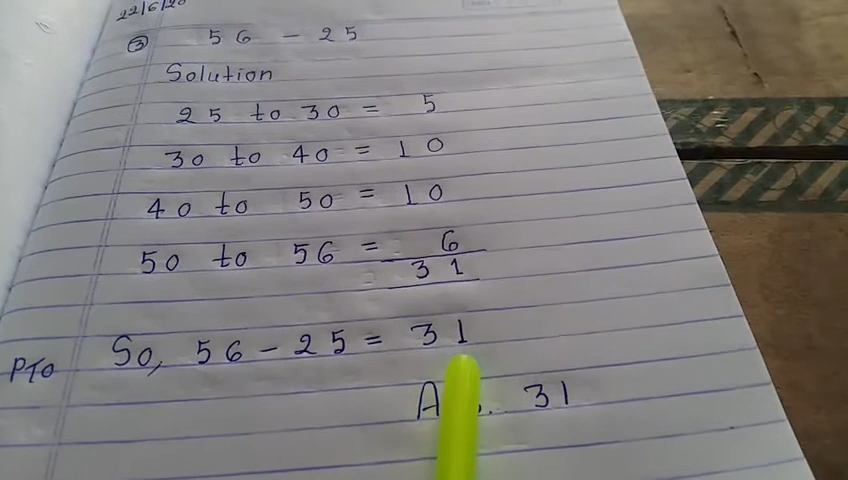 22/6/20
③ 56 - 25
Solution
25 to 30 = 5
30 to 40 = 10
40 to 50 = 10
50 to 56 = 6
31
So, 56 - 25 = 31
PTO
31